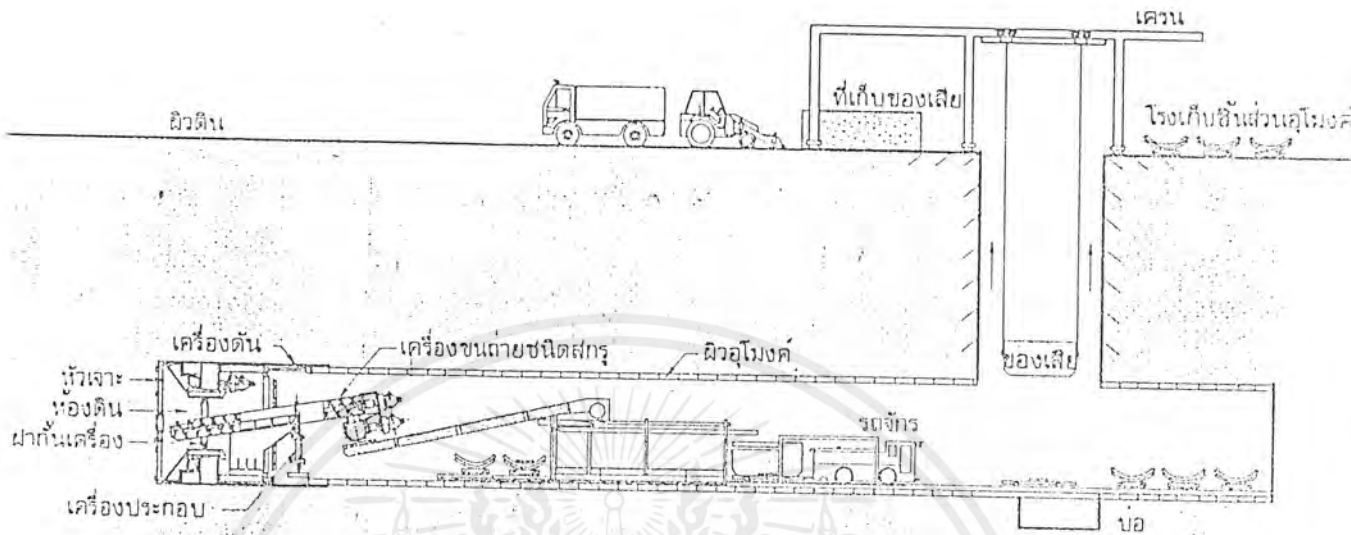 เครน
ที่เก็บของเสีย
ผิวดิน
โรงเก็บชิ้นส่วนอุโมงค์
เครื่องดัน
เครื่องขนถ่ายชนิดสกรู
ผิวอุโมงค์
ของเสีย
หัวเจาะ
ห้องดิน
ฝากั้นเครื่อง
รถจักร
เครื่องประกอบ
บ่อ